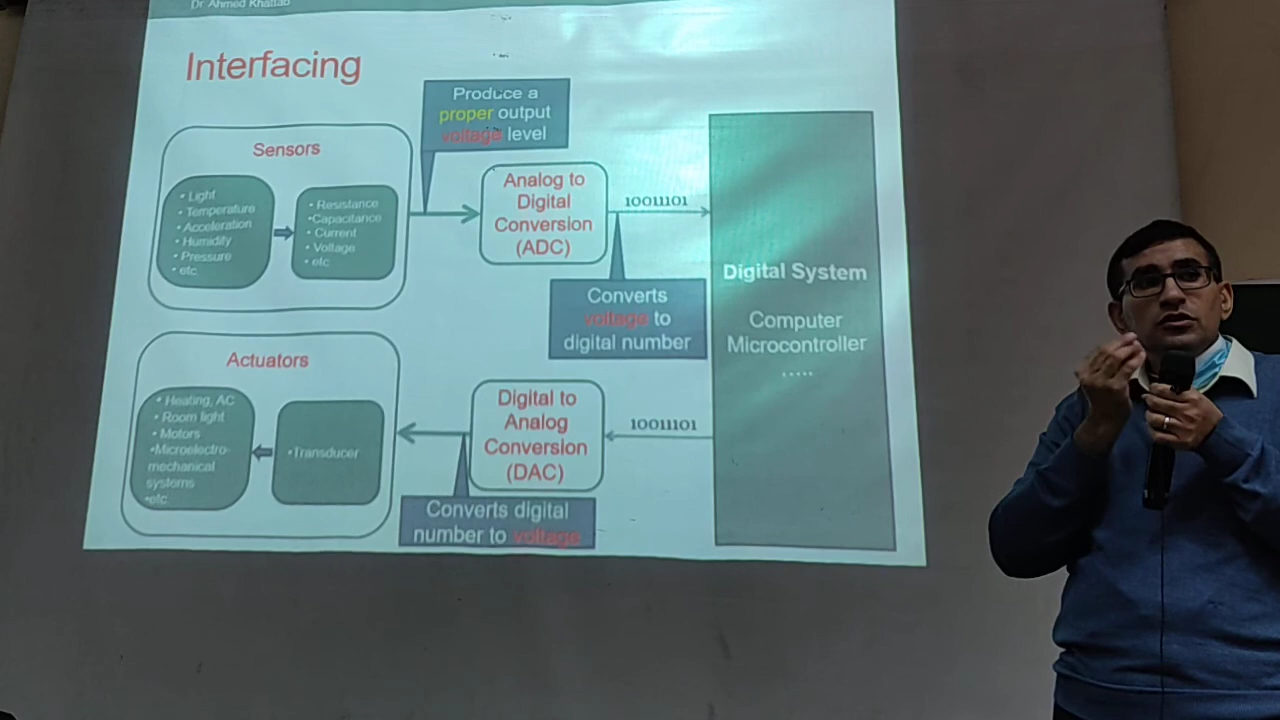 Dr Ahmed Khattab
Interfacing
Produce a
proper output
voltage level
Sensors
• Light
• Temperature
• Acceleration
• Humidity
• Pressure
• etc
• Resistance
•Capacitance
• Current
• Voltage
• etc
Analog to
Digital
Conversion
(ADC)
10011101
Converts
voltage to
digital number
Digital System
Computer
Microcontroller
.....
Actuators
• Heating, AC
• Room light
• Motors
•Microelectro-
mechanical
systems
•etc
•Transducer
Digital to
Analog
Conversion
(DAC)
10011101
Converts digital
number to voltage